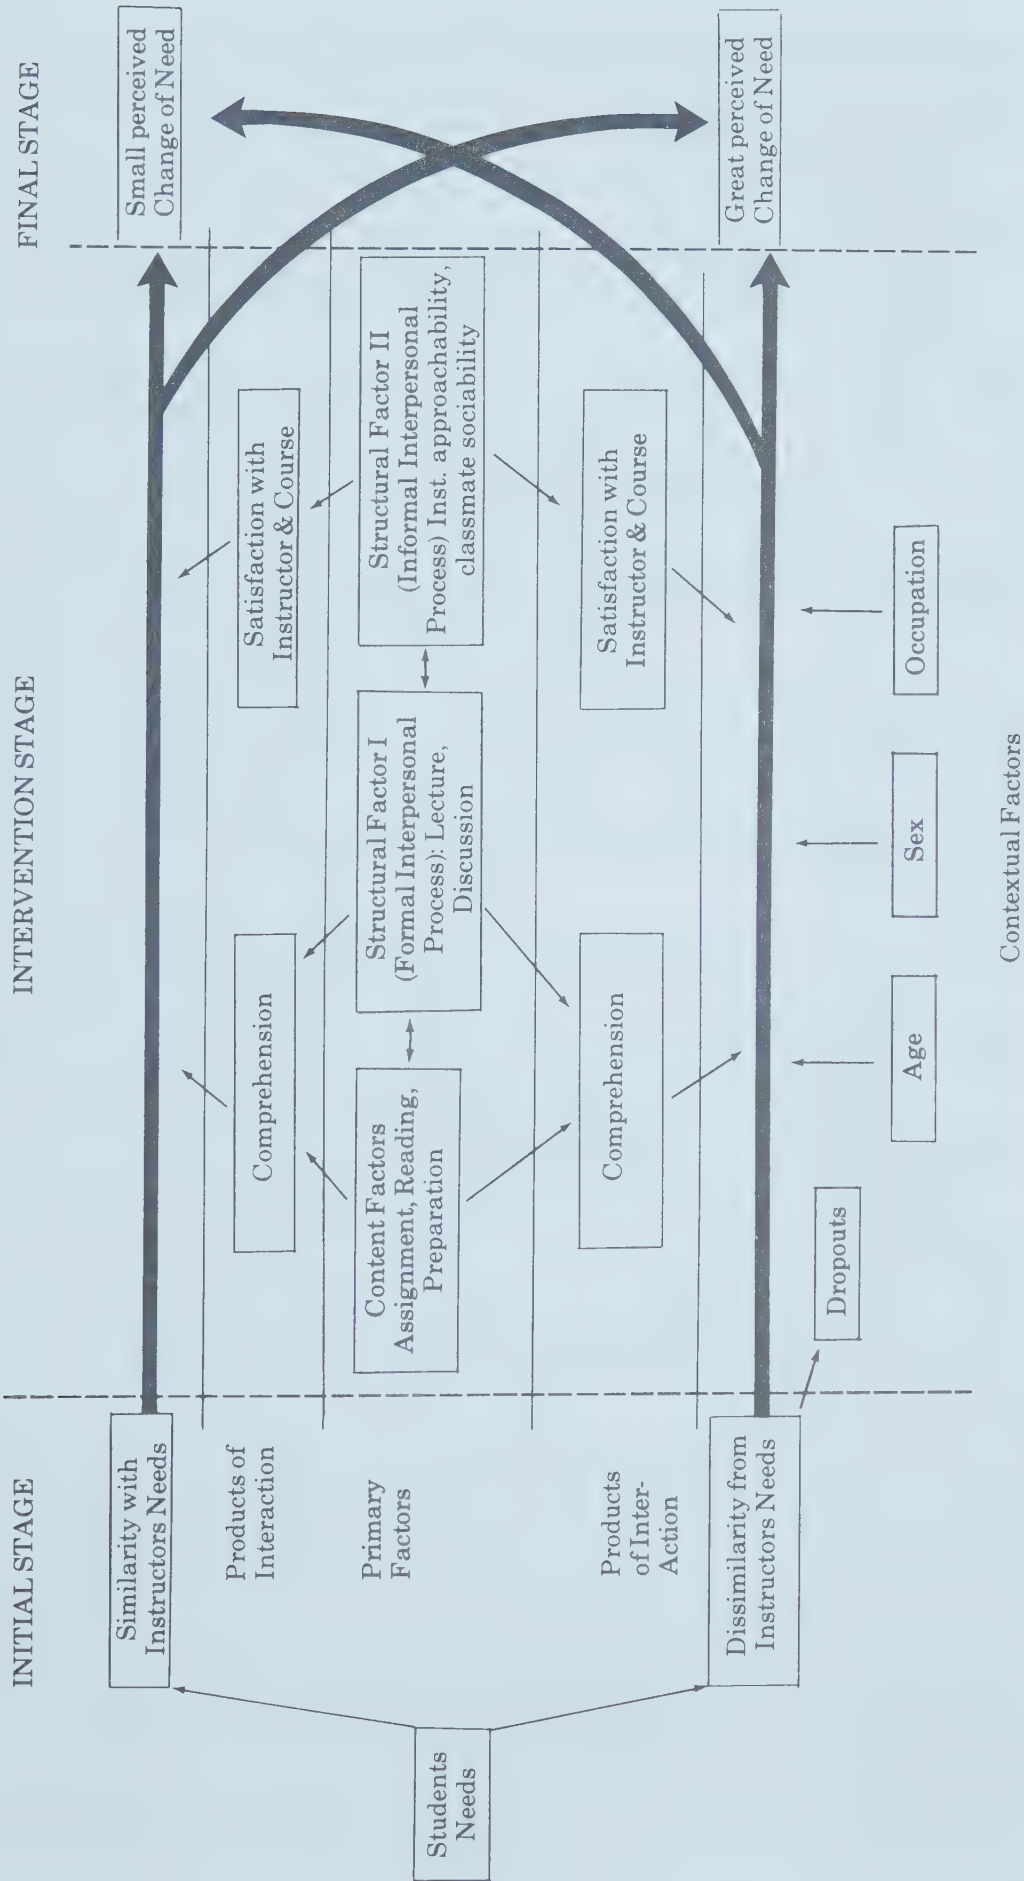 INITIAL STAGE
INTERVENTION STAGE
FINAL STAGE
Similarity with
Instructors Needs
Small perceived
Change of Need
Products of
Interaction
Comprehension
Satisfaction with
Instructor & Course
Students
Needs
Primary
Factors
Content Factors
Assignment, Reading,
Preparation
Structural Factor I
(Formal Interpersonal
Process): Lecture,
Discussion
Structural Factor II
(Informal Interpersonal
Process) Inst. approachability,
classmate sociability
Products
of Inter-
Action
Comprehension
Satisfaction with
Instructor & Course
Dissimilarity from
Instructors Needs
Great perceived
Change of Need
Dropouts
Age
Sex
Occupation
Contextual Factors